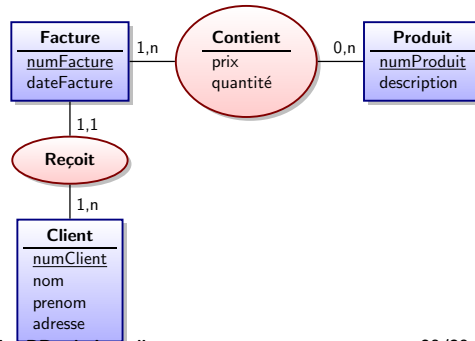 Facture
numFacture
dateFacture
1,n
Contient
prix
quantité
0,n
Produit
numProduit
description
1,1
Reçoit
1,n
Client
numClient
nom
prenom
adresse